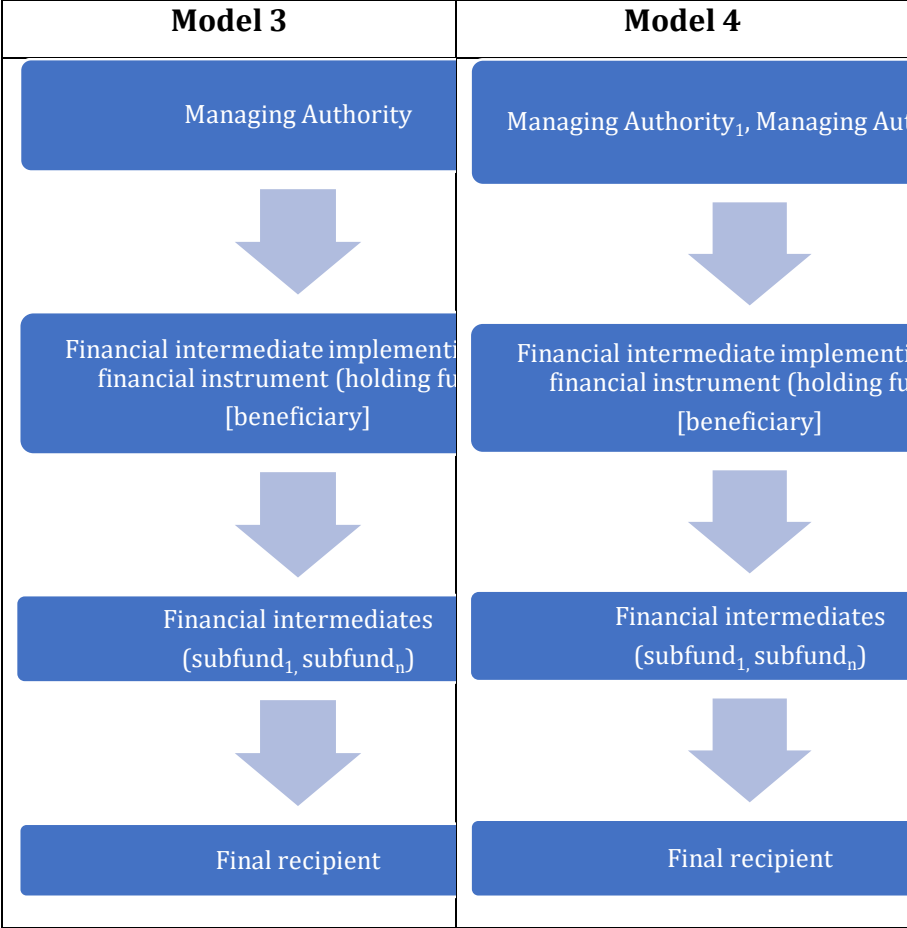 Model 3
Managing Authority
Financial intermediate implementi
financial instrument (holding fu
[beneficiary]
Financial intermediates
(subfund₁, subfundₙ)
Final recipient
Model 4
Managing Authority₁, Managing Aut
Financial intermediate implementi
financial instrument (holding fu
[beneficiary]
Financial intermediates
(subfund₁, subfundₙ)
Final recipient